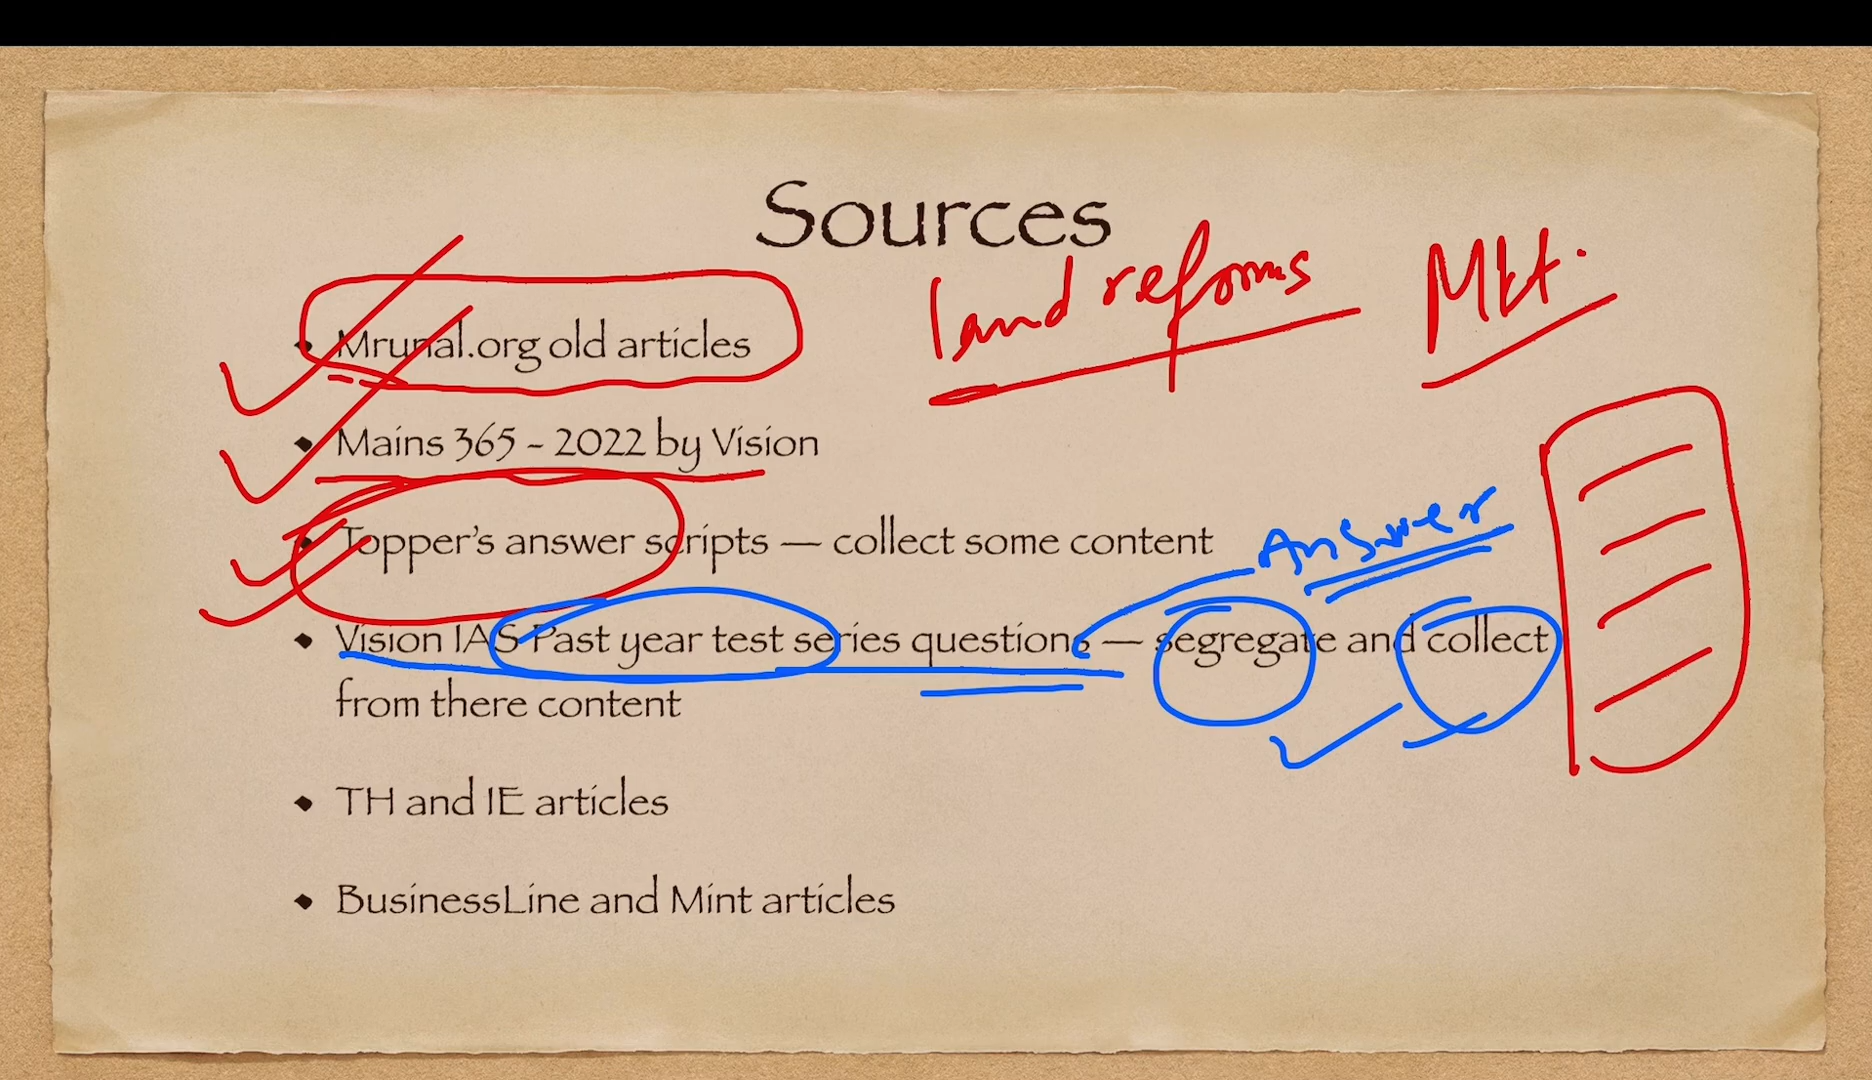 Sources
land reforms
Mkt.
• Mrunal.org old articles
• Mains 365 - 2022 by Vision
• Topper's answer scripts — collect some content
Answer
• Vision IAS Past year test series questions — segregate and collect
from there content
• TH and IE articles
• BusinessLine and Mint articles